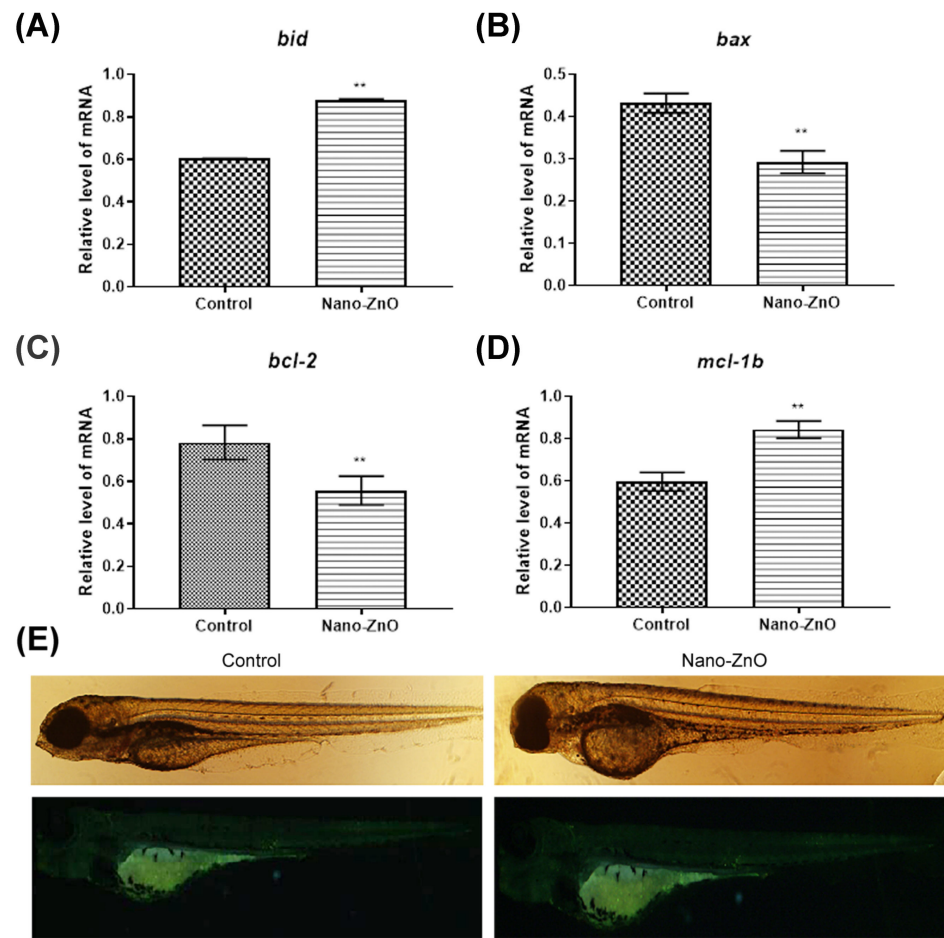 (A)
bid
Relative level of mRNA
1.0
0.8
0.6
0.4
0.2
0.0
**
Control
Nano-ZnO
(B)
bax
Relative level of mRNA
0.5
0.4
0.3
0.2
0.1
0.0
**
Control
Nano-ZnO
(C)
bcl-2
Relative level of mRNA
1.0
0.8
0.6
0.4
0.2
0.0
**
Control
Nano-ZnO
(D)
mcl-1b
Relative level of mRNA
1.0
0.8
0.6
0.4
0.2
0.0
**
Control
Nano-ZnO
(E)
Control
Nano-ZnO